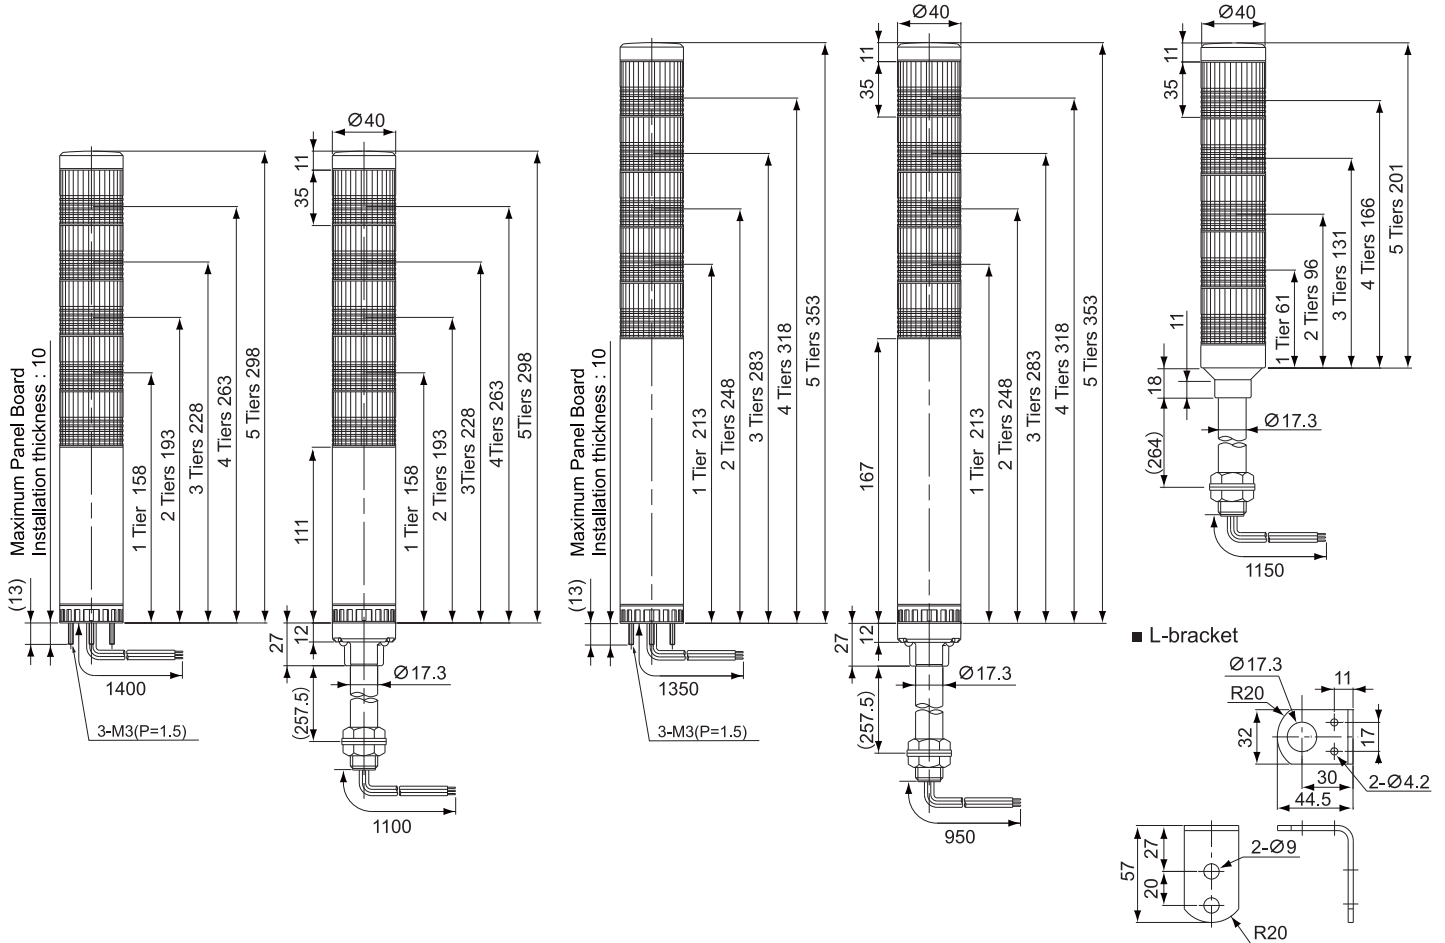 Ø40
11
35
Maximum Panel Board
Installation thickness : 10
(13)
1 Tier 158
2 Tiers 193
3 Tiers 228
4 Tiers 263
5 Tiers 298
1400
3-M3(P=1.5)
Ø40
11
35
111
1 Tier 158
2 Tiers 193
3Tiers 228
4Tiers 263
5Tiers 298
27
12
Ø17.3
(257.5)
1100
Maximum Panel Board
Installation thickness : 10
(13)
1 Tier 213
2 Tiers 248
3 Tiers 283
4 Tiers 318
5 Tiers 353
1350
3-M3(P=1.5)
11
35
167
1 Tier 213
2 Tiers 248
3 Tiers 283
4 Tiers 318
5 Tiers 353
27
12
Ø17.3
(257.5)
950
Ø40
11
35
1 Tier 61
2 Tiers 96
3 Tiers 131
4 Tiers 166
5 Tiers 201
11
18
Ø17.3
(264)
1150
■ L-bracket
Ø17.3
11
R20
32
17
30
2-Ø4.2
44.5
57
27
20
2-Ø9
R20